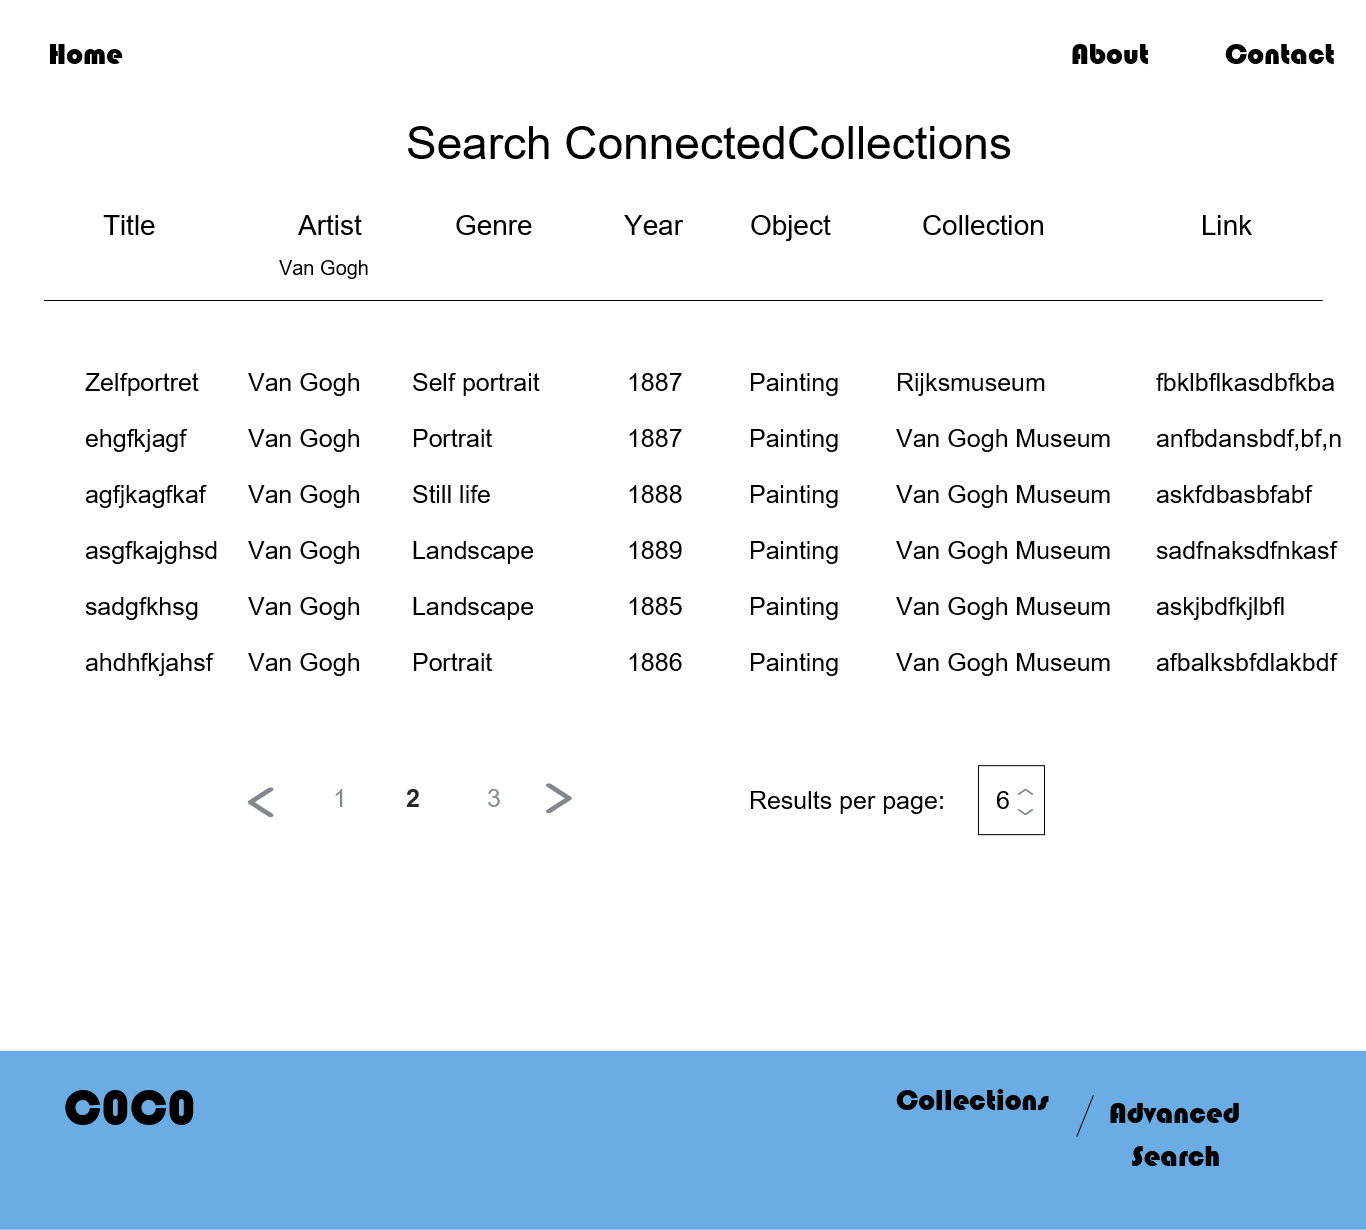 Home About Contact
Search ConnectedCollections
Title Artist Genre Year Object Collection Link
Van Gogh
Zelfportret Van Gogh Self portrait 1887 Painting Rijksmuseum fbklbflkasdbfkba
ehgfkjagf Van Gogh Portrait 1887 Painting Van Gogh Museum anfbdansbdf,bf,n
agfjkagfkaf Van Gogh Still life 1888 Painting Van Gogh Museum askfdbasbfabf
asgfkajghsd Van Gogh Landscape 1889 Painting Van Gogh Museum sadfnaksdfnkasf
sadgfkhsg Van Gogh Landscape 1885 Painting Van Gogh Museum askjbdfkjlbfl
ahdhfkjahsf Van Gogh Portrait 1886 Painting Van Gogh Museum afbalksbfdlakbdf
< 1 2 3 > Results per page: 6
COCO Collections / Advanced
Search